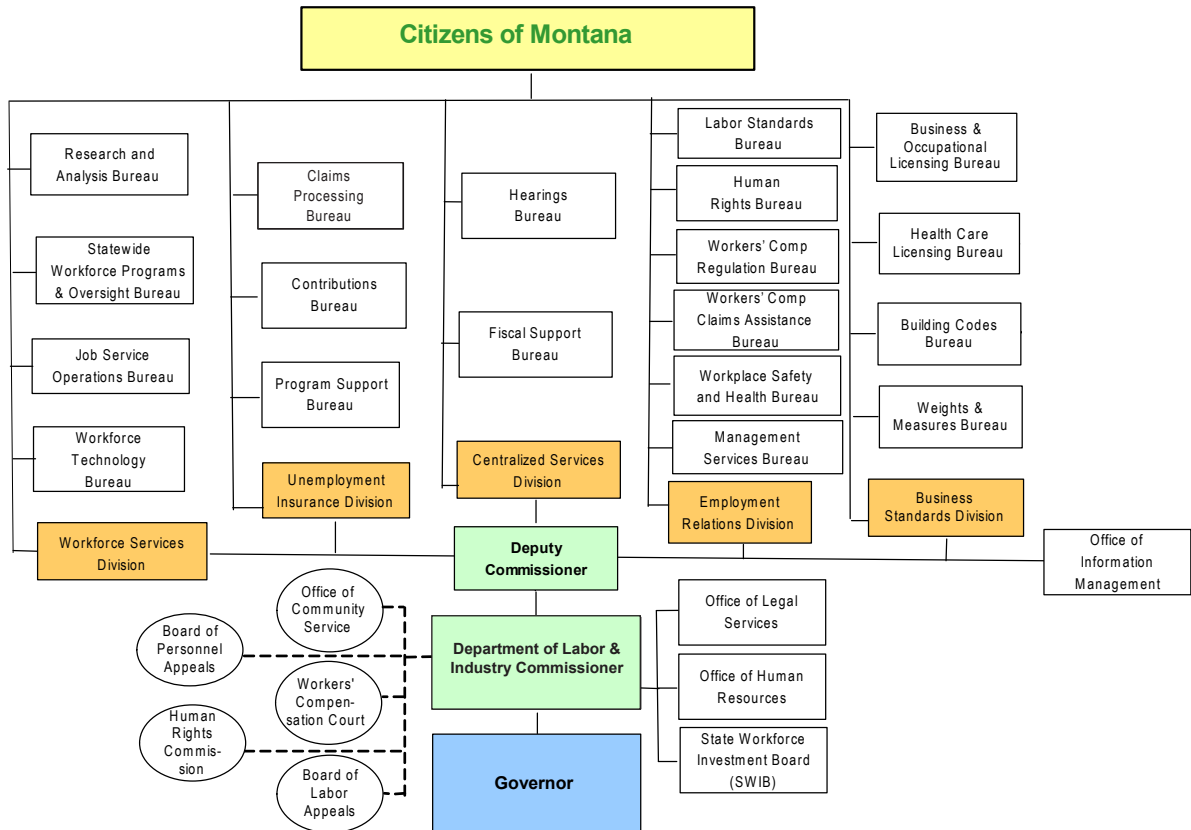 Citizens of Montana
Research and
Analysis Bureau
Statewide
Workforce Programs
& Oversight Bureau
Job Service
Operations Bureau
Workforce
Technology
Bureau
Workforce Services
Division
Claims
Processing
Bureau
Contributions
Bureau
Program Support
Bureau
Unemployment
Insurance Division
Hearings
Bureau
Fiscal Support
Bureau
Centralized Services
Division
Labor Standards
Bureau
Human
Rights Bureau
Workers’ Comp
Regulation Bureau
Workers’ Comp
Claims Assistance
Bureau
Workplace Safety
and Health Bureau
Management
Services Bureau
Employment
Relations Division
Business &
Occupational
Licensing Bureau
Health Care
Licensing Bureau
Building Codes
Bureau
Weights &
Measures Bureau
Business
Standards Division
Office of
Information
Management
Deputy
Commissioner
Office of
Community
Service
Board of
Personnel
Appeals
Workers'
Compen-
sation Court
Human
Rights
Commis-
sion
Board of
Labor
Appeals
Department of Labor &
Industry Commissioner
Office of Legal
Services
Office of Human
Resources
State Workforce
Investment Board
(SWIB)
Governor